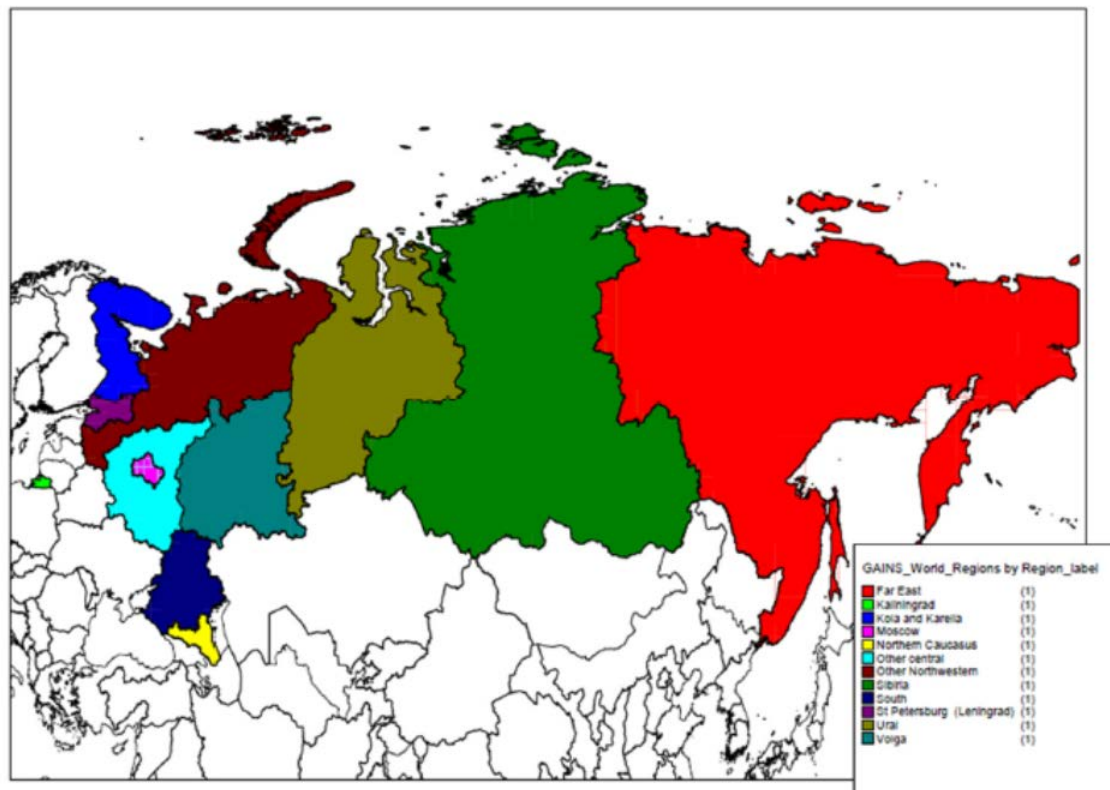 GAINS_World_Regions by Region_label
Far East (1)
Kaliningrad (1)
Kola and Karelia (1)
Moscow (1)
Northern Caucasus (1)
Other central (1)
Other Northwestern (1)
Sibiria (1)
South (1)
St Petersburg (Leningrad) (1)
Ural (1)
Volga (1)